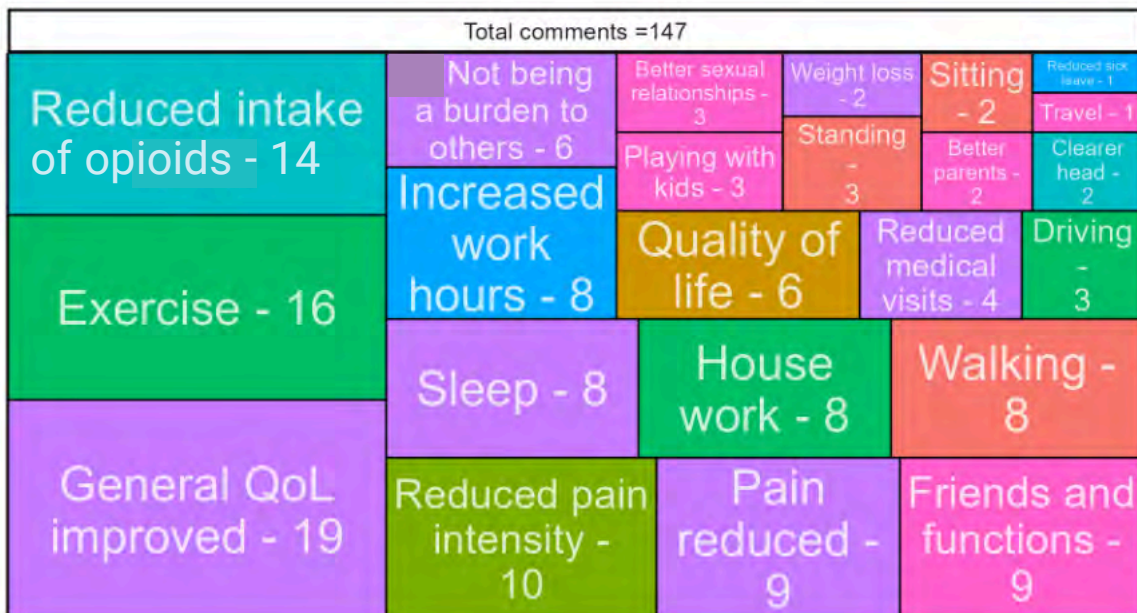 Total comments =147
Reduced intake
of opioids - 14
Exercise - 16
General QoL
improved - 19
Not being
a burden to
others - 6
Increased
work
hours - 8
Better sexual
relationships -
3
Playing with
kids - 3
Weight loss
- 2
Standing
-
3
Sitting
- 2
Better
parents -
2
Reduced sick
leave - 1
Travel - 1
Clearer
head -
2
Quality of
life - 6
Reduced
medical
visits - 4
Driving
-
3
Sleep - 8
House
work - 8
Walking -
8
Reduced pain
intensity -
10
Pain
reduced -
9
Friends and
functions -
9